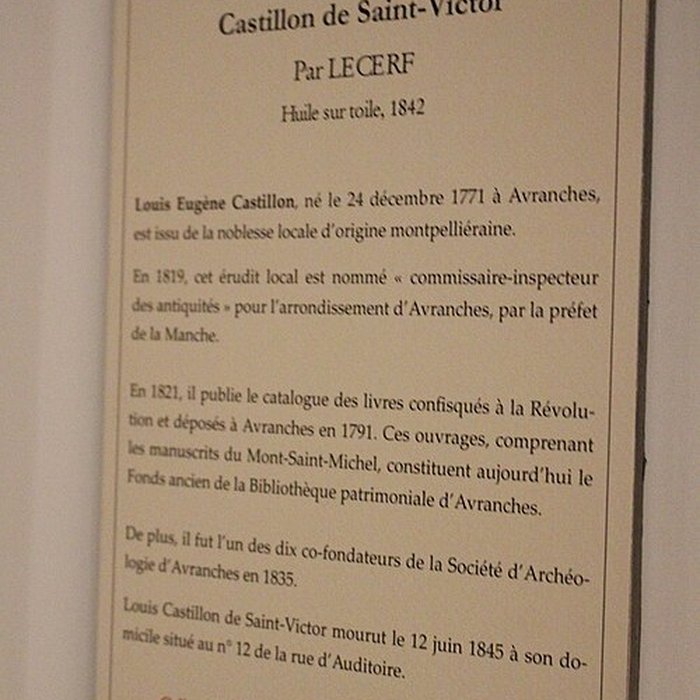 Castillon de Saint-Victor
Par LECERF
Huile sur toile, 1842
Louis Eugène Castillon, né le 24 décembre 1771 à Avranches,
est issu de la noblesse locale d'origine montpelliéraine.
En 1819, cet érudit local est nommé « commissaire-inspecteur
des antiquités » pour l'arrondissement d'Avranches, par la préfet
de la Manche.
En 1821, il publie le catalogue des livres confisqués à la Révolu-
tion et déposés à Avranches en 1791. Ces ouvrages, comprenant
les manuscrits du Mont-Saint-Michel, constituent aujourd'hui le
Fonds ancien de la Bibliothèque patrimoniale d'Avranches.
De plus, il fut l'un des dix co-fondateurs de la Société d'Archéo-
logie d'Avranches en 1835.
Louis Castillon de Saint-Victor mourut le 12 juin 1845 à son do-
micile situé au n° 12 de la rue d'Auditoire.